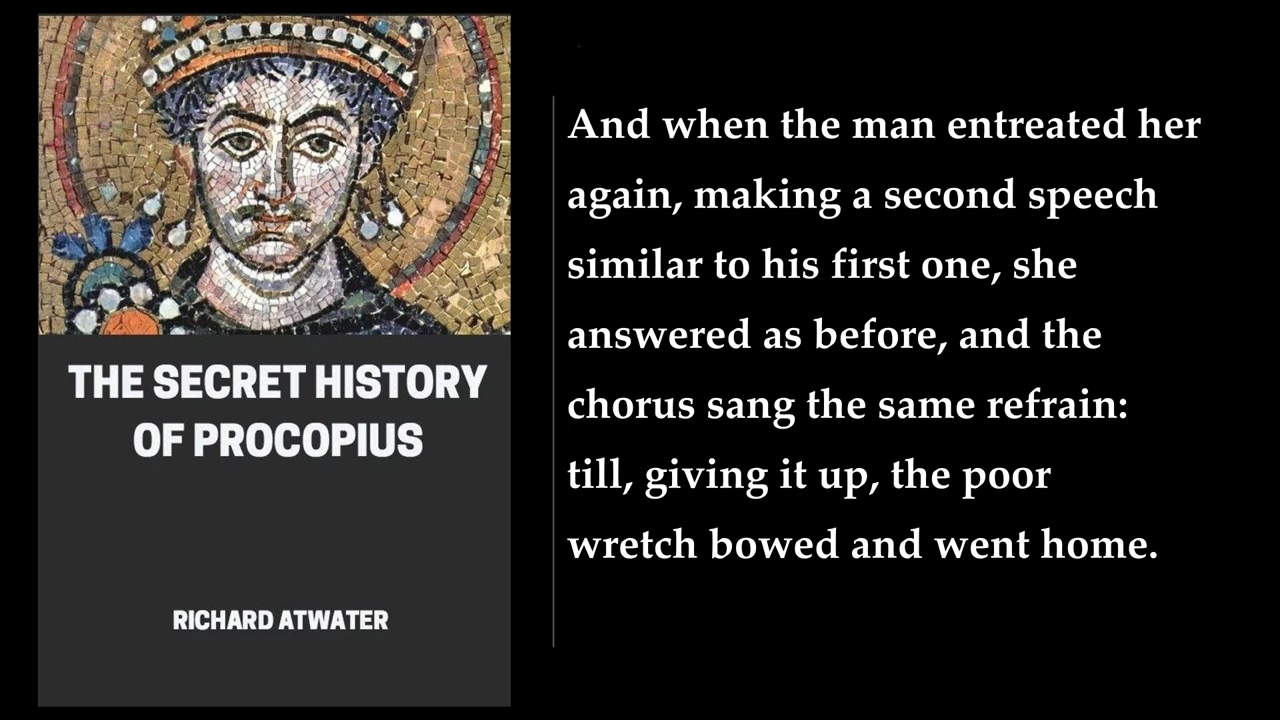 THE SECRET HISTORY
OF PROCOPIUS
RICHARD ATWATER
And when the man entreated her
again, making a second speech
similar to his first one, she
answered as before, and the
chorus sang the same refrain:
till, giving it up, the poor
wretch bowed and went home.